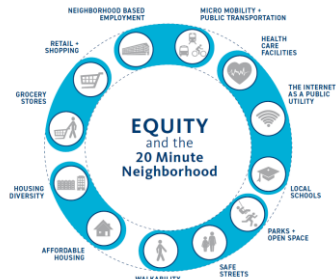 NEIGHBORHOOD BASED
EMPLOYMENT
MICRO MOBILITY +
PUBLIC TRANSPORTATION
HEALTH
CARE
FACILITIES
THE INTERNET
AS A PUBLIC
UTILITY
LOCAL
SCHOOLS
PARKS +
OPEN SPACE
SAFE
STREETS
WALKABILITY
AFFORDABLE
HOUSING
HOUSING
DIVERSITY
GROCERY
STORES
RETAIL +
SHOPPING
EQUITY
and the
20 Minute
Neighborhood